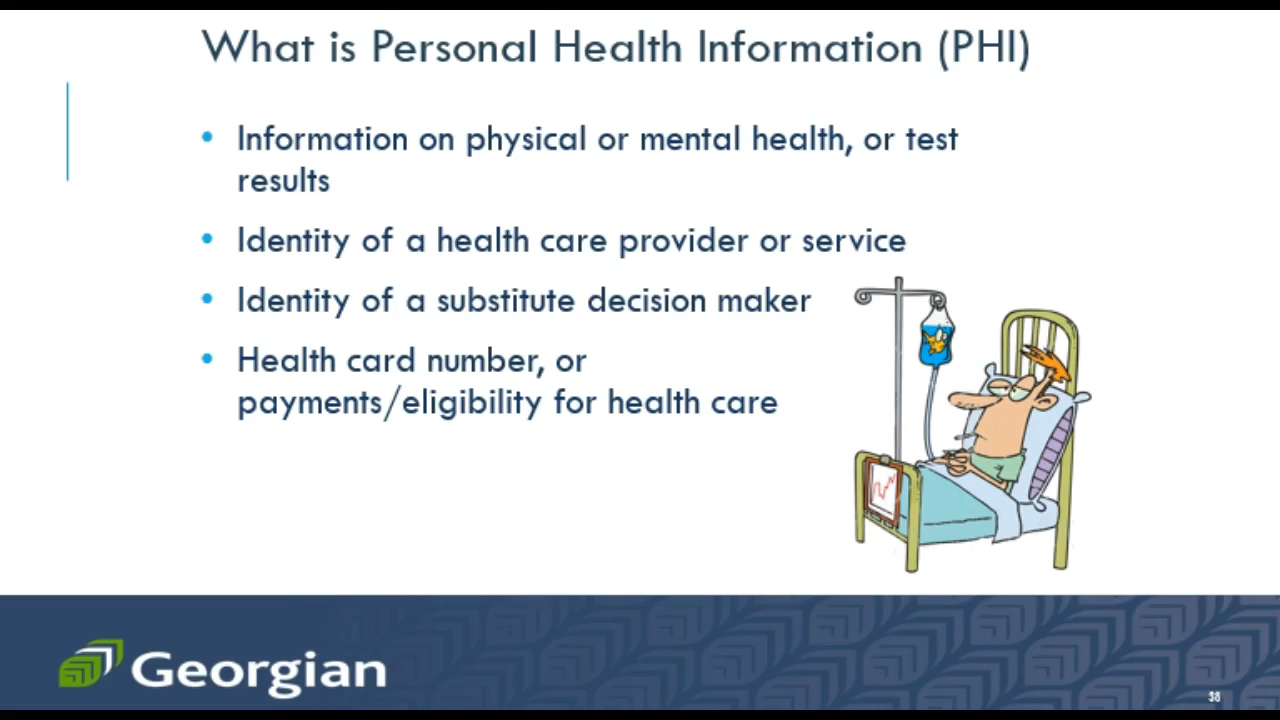 What is Personal Health Information (PHI)
• Information on physical or mental health, or test
results
• Identity of a health care provider or service
• Identity of a substitute decision maker
• Health card number, or
payments/eligibility for health care
Georgian
38